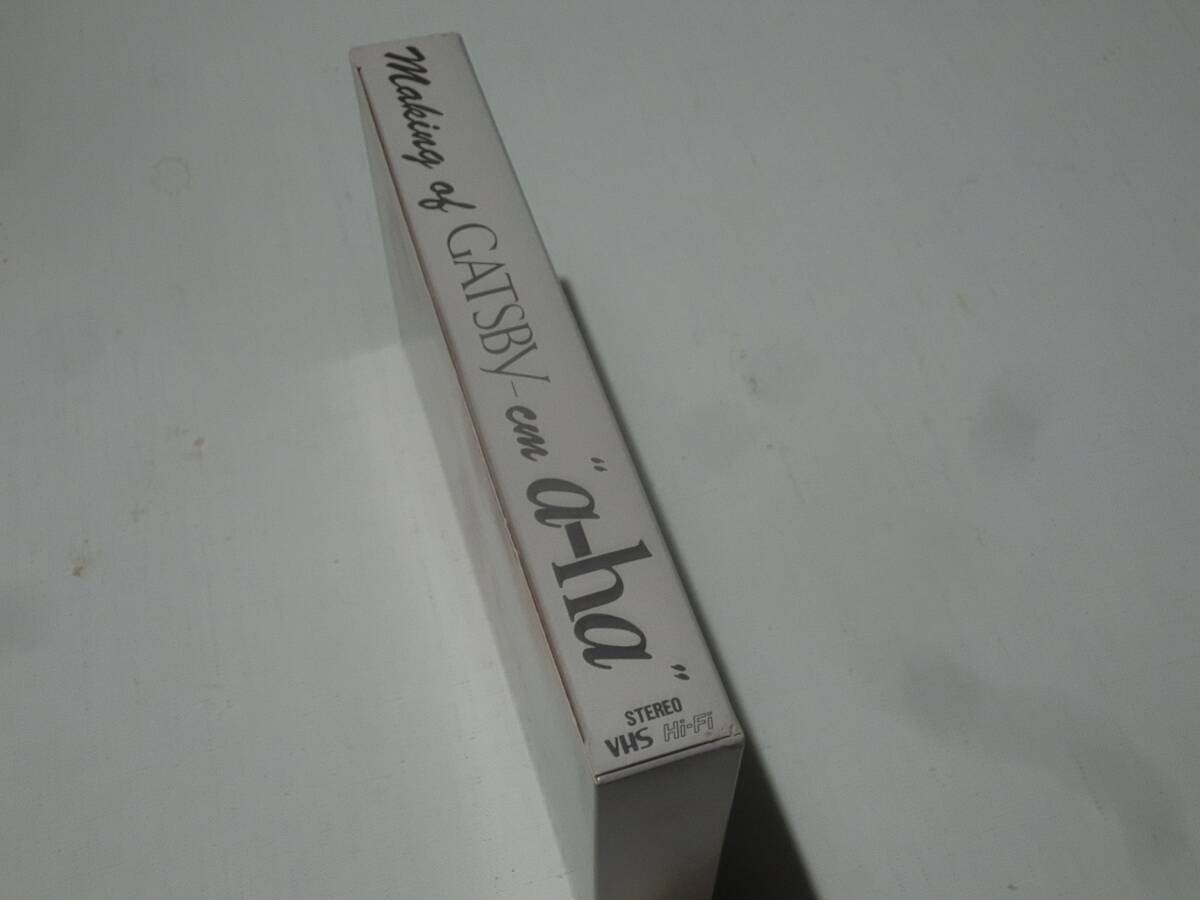 Making of GATSBY-cm “a-ha”
STEREO
VHS Hi-Fi